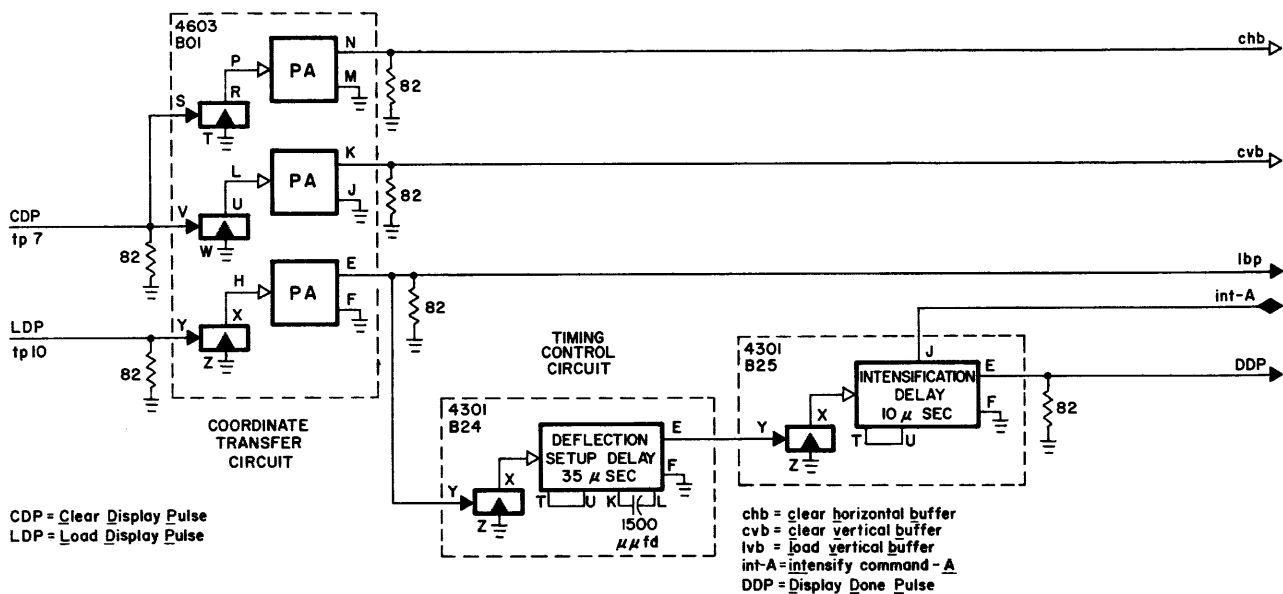 4603
B01
N
chb
P
PA
M
82
S
R
T
K
cvb
L
PA
J
82
CDP
tp 7
V
U
W
82
E
lbp
H
PA
F
82
int-A
LDP
tp10
Y
X
Z
82
TIMING
CONTROL
CIRCUIT
4301
B25
J
INTENSIFICATION
DELAY
10 μ SEC
E
DDP
F
82
X
T
U
Y
Z
COORDINATE
TRANSFER
CIRCUIT
4301
B24
DEFLECTION
SETUP DELAY
35 μ SEC
E
F
X
T
U
K
L
Y
Z
1500
μμfd
CDP = Clear Display Pulse
LDP = Load Display Pulse
chb = clear horizontal buffer
cvb = clear vertical buffer
lvb = load vertical buffer
int-A = intensify command - A
DDP = Display Done Pulse